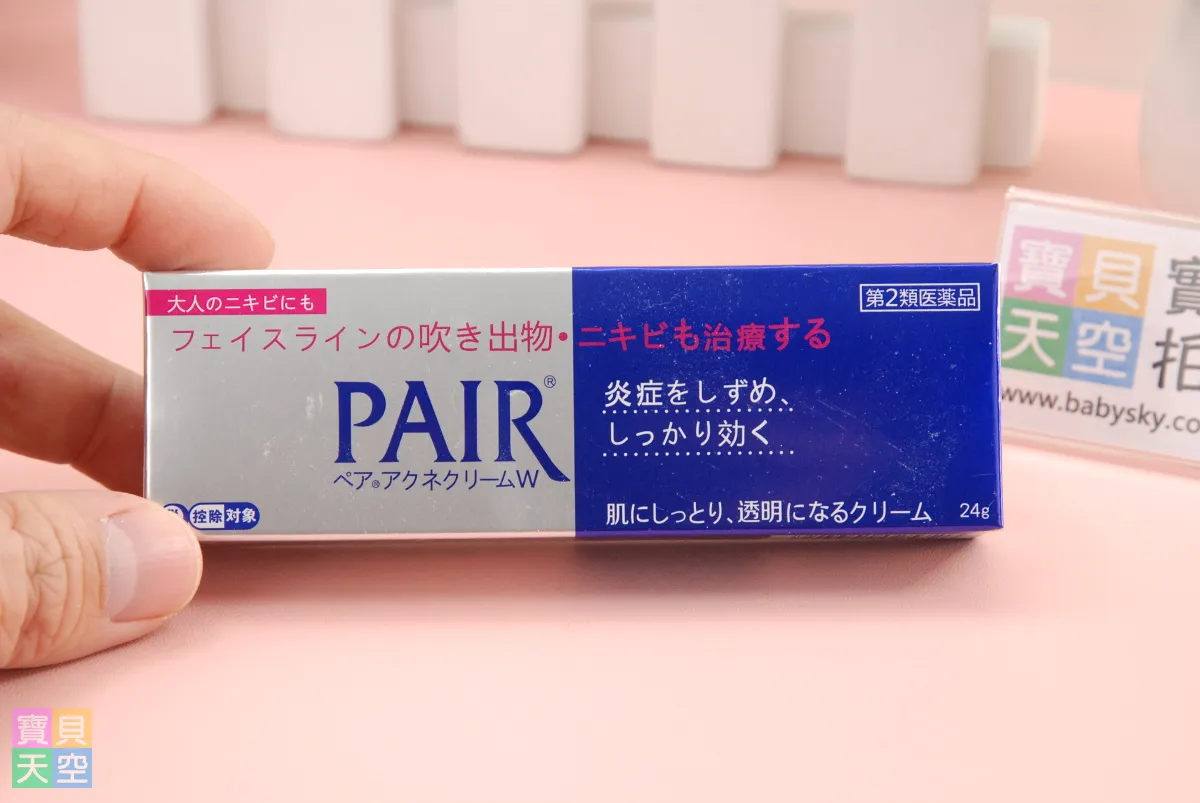 大人のニキビにも
第2類医薬品
フェイスラインの吹き出物・ニキビも治療する
PAIR®
ペア®アクネクリームW
炎症をしずめ、
しっかり効く
控除対象
肌にしっとり、透明になるクリーム 24g
寶貝
天空
實
拍
www.babysky.co
寶貝
天空